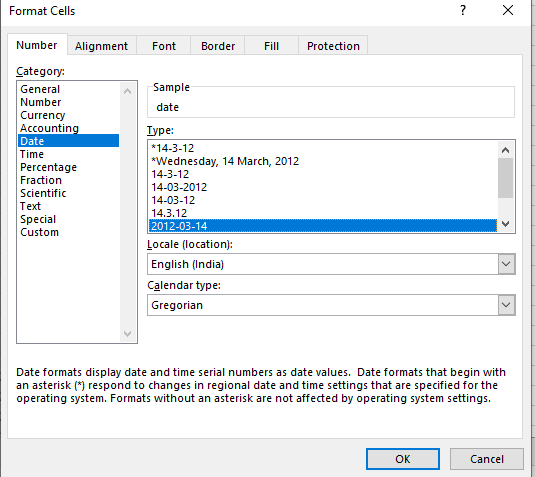 Format Cells
? ×
Number Alignment Font Border Fill Protection
Category:
General
Number
Currency
Accounting
Date
Time
Percentage
Fraction
Scientific
Text
Special
Custom
Sample
date
Type:
*14-3-12
*Wednesday, 14 March, 2012
14-3-12
14-03-2012
14-03-12
14.3.12
2012-03-14
Locale (location):
English (India)
Calendar type:
Gregorian
Date formats display date and time serial numbers as date values.  Date formats that begin with
an asterisk (*) respond to changes in regional date and time settings that are specified for the
operating system. Formats without an asterisk are not affected by operating system settings.
OK Cancel